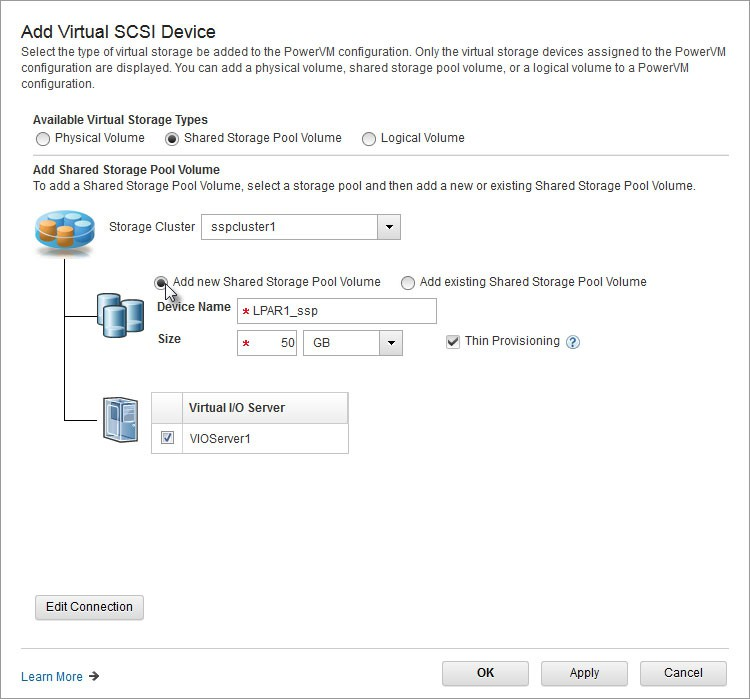 Add Virtual SCSI Device
Select the type of virtual storage be added to the PowerVM configuration. Only the virtual storage devices assigned to the PowerVM
configuration are displayed. You can add a physical volume, shared storage pool volume, or a logical volume to a PowerVM
configuration.
Available Virtual Storage Types
Physical Volume Shared Storage Pool Volume Logical Volume
Add Shared Storage Pool Volume
To add a Shared Storage Pool Volume, select a storage pool and then add a new or existing Shared Storage Pool Volume.
Storage Cluster sspcluster1
Add new Shared Storage Pool Volume Add existing Shared Storage Pool Volume
Device Name * LPAR1_ssp
Size * 50 GB Thin Provisioning ?
Virtual I/O Server
VIOServer1
Edit Connection
Learn More → OK Apply Cancel